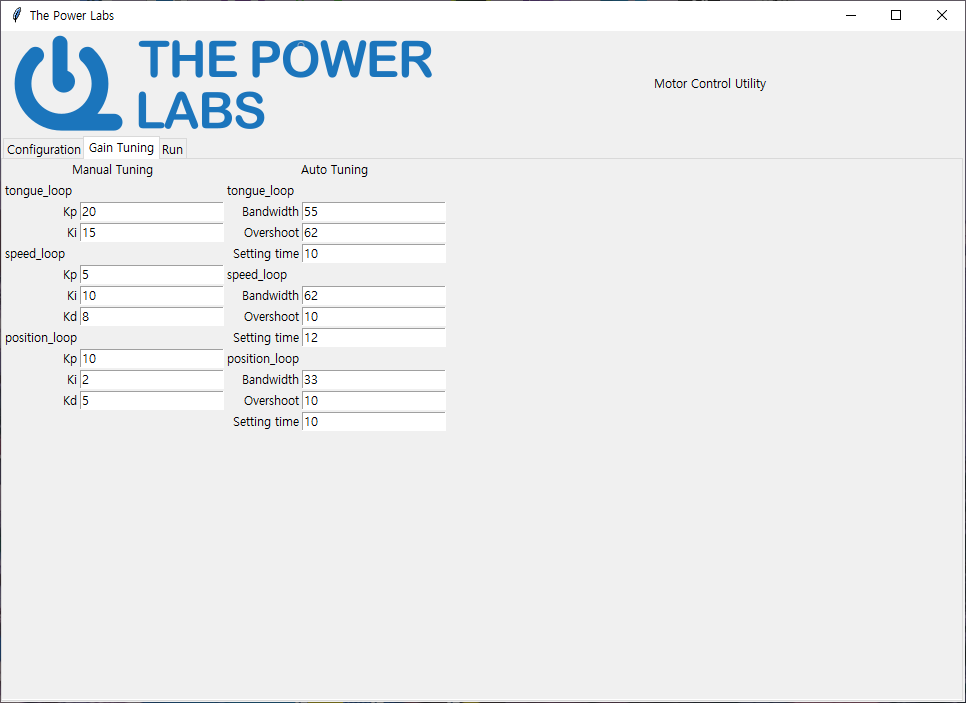 The Power Labs
THE POWER
LABS
Motor Control Utility
Configuration Gain Tuning Run
Manual Tuning Auto Tuning
tongue_loop tongue_loop
Kp 20 Bandwidth 55
Ki 15 Overshoot 62
speed_loop Setting time 10
Kp 5 speed_loop
Ki 10 Bandwidth 62
Kd 8 Overshoot 10
position_loop Setting time 12
Kp 10 position_loop
Ki 2 Bandwidth 33
Kd 5 Overshoot 10
Setting time 10